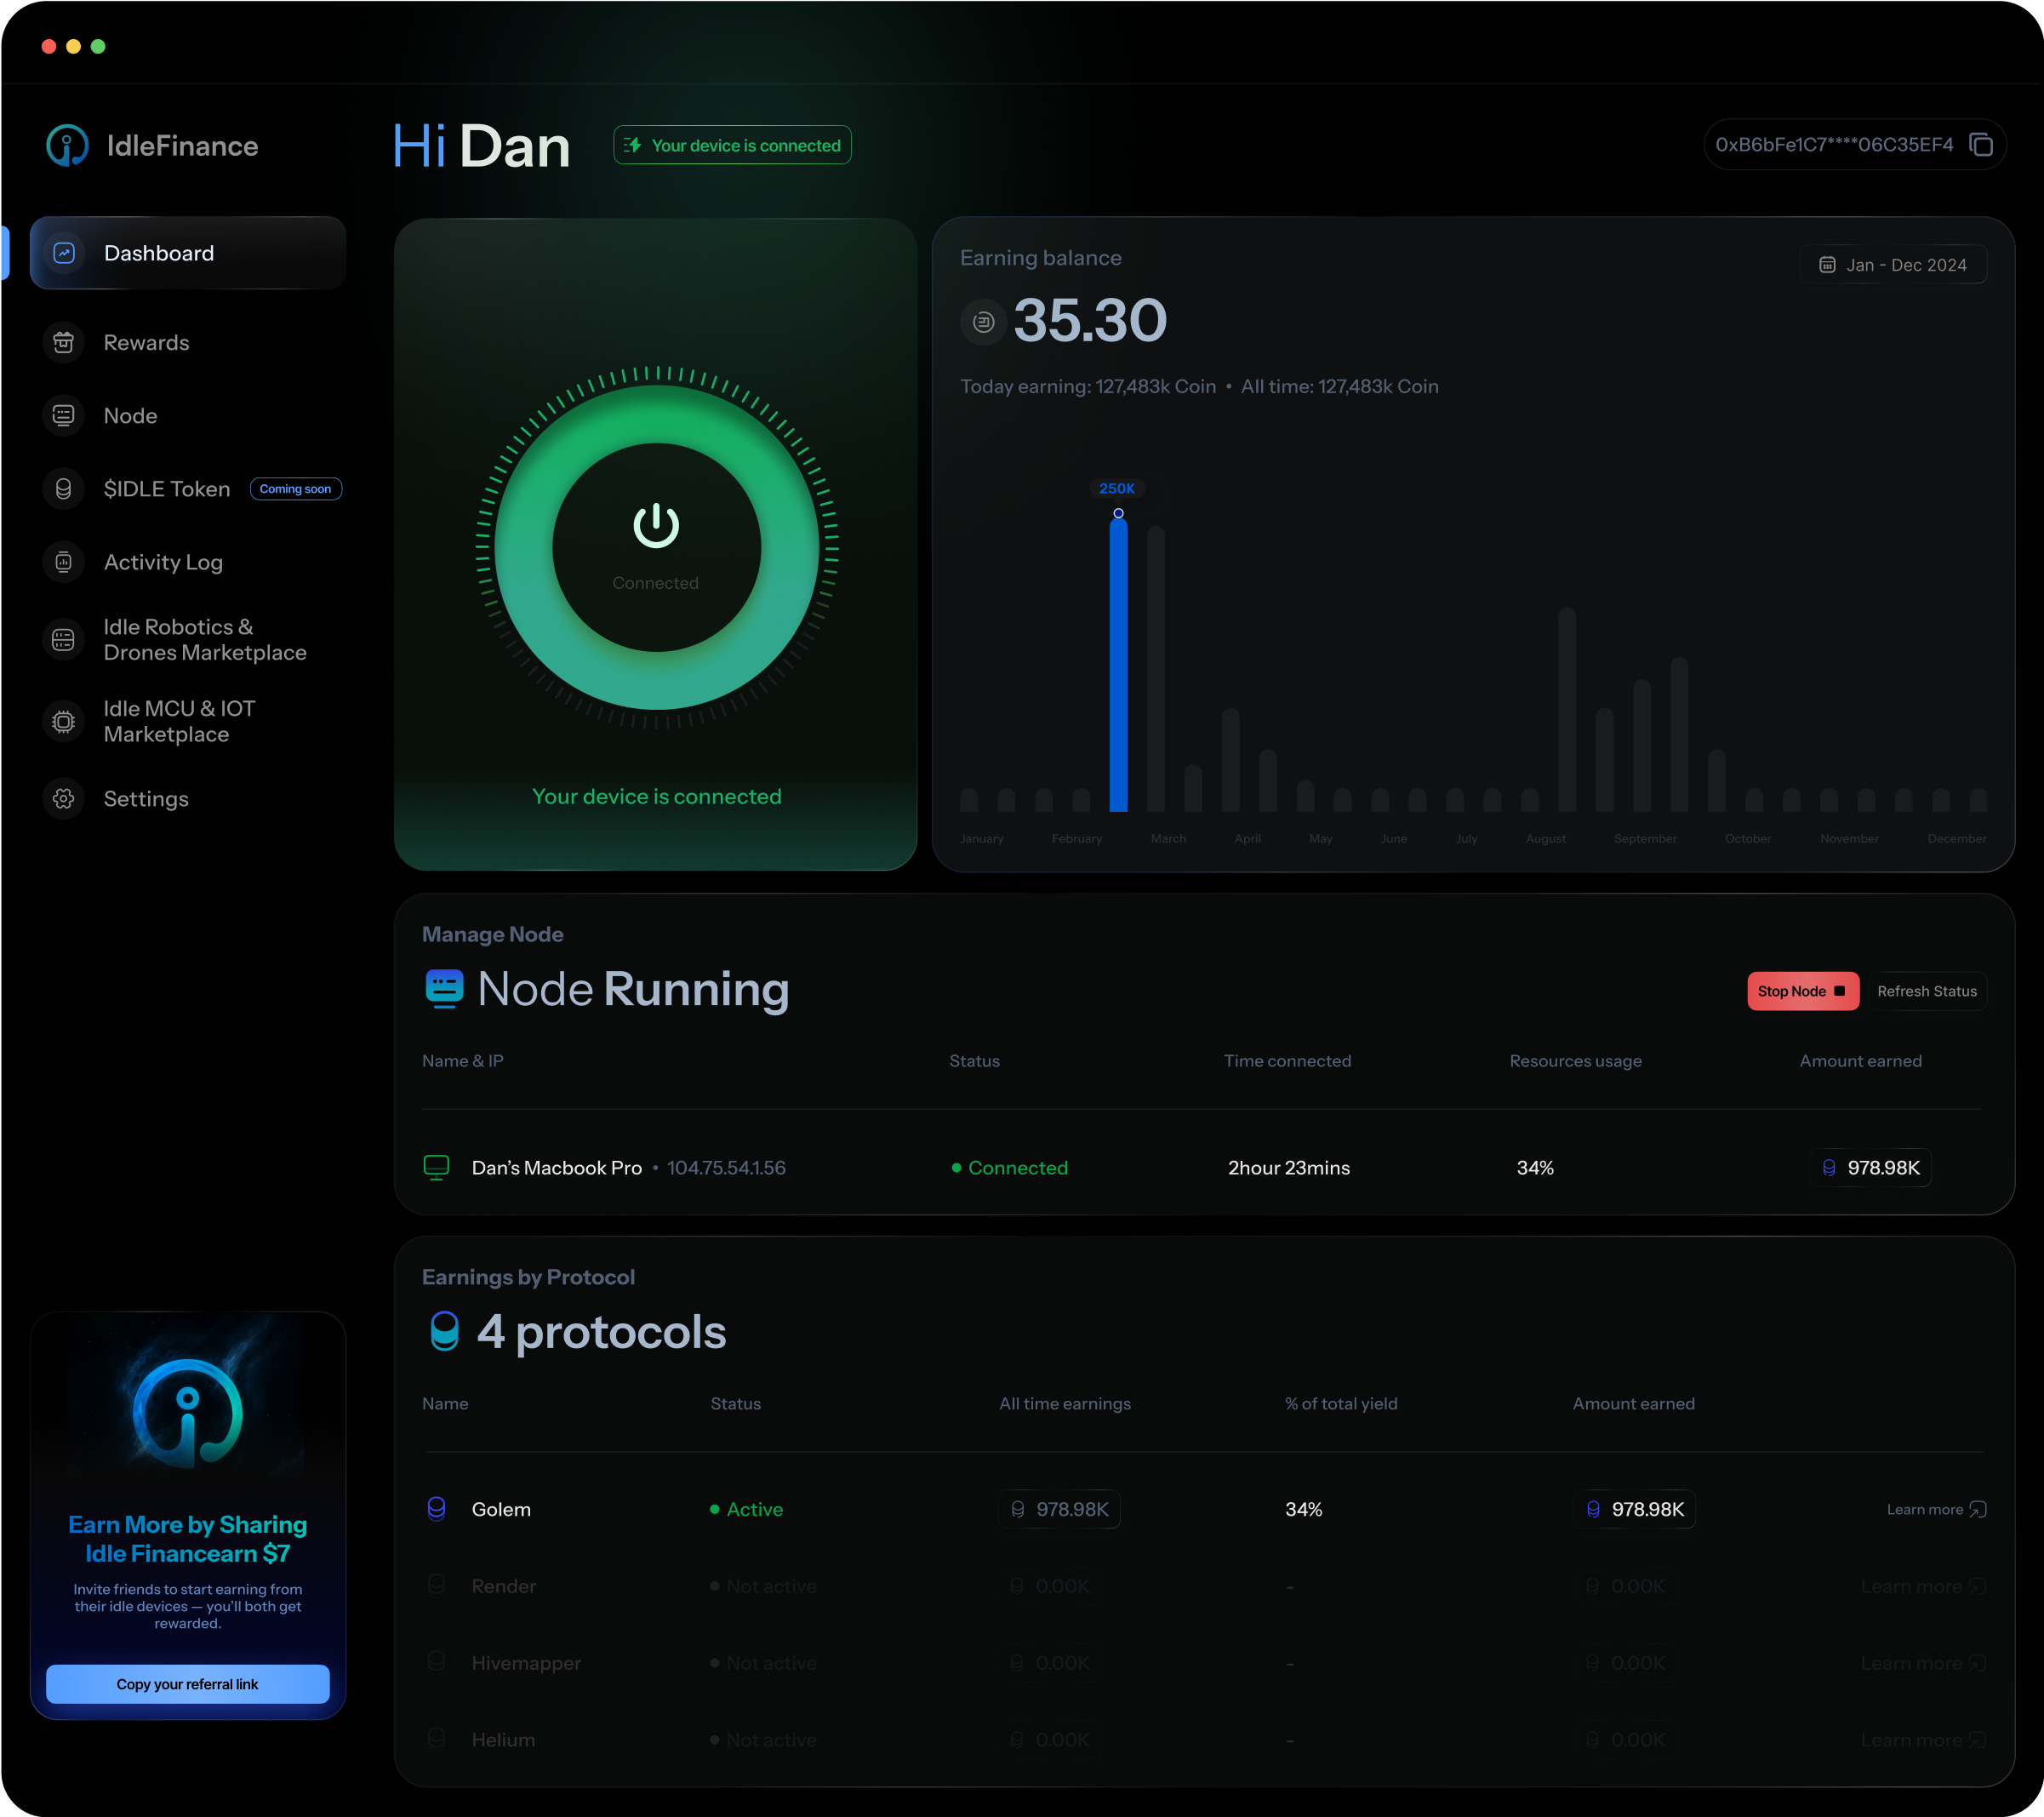 IdleFinance
Hi Dan
Your device is connected
0xB6bFe1C7****06C35EF4
Dashboard
Rewards
Node
$IDLE Token
Coming soon
Activity Log
Idle Robotics &
Drones Marketplace
Idle MCU & IOT
Marketplace
Settings
Connected
Your device is connected
Earning balance
Jan - Dec 2024
35.30
Today earning: 127,483k Coin • All time: 127,483k Coin
250K
January February March April May June July August September October November December
Manage Node
Node Running
Stop Node
Refresh Status
Name & IP Status Time connected Resources usage Amount earned
Dan's Macbook Pro • 104.75.54.1.56 Connected 2hour 23mins 34% 978.98K
Earnings by Protocol
4 protocols
Name Status All time earnings % of total yield Amount earned
Golem Active 978.98K 34% 978.98K Learn more
Render Not active 0.00K - 0.00K Learn more
Hivemapper Not active 0.00K - 0.00K Learn more
Helium Not active 0.00K - 0.00K Learn more
Earn More by Sharing
Idle Financearn $7
Invite friends to start earning from
their idle devices — you'll both get
rewarded.
Copy your referral link